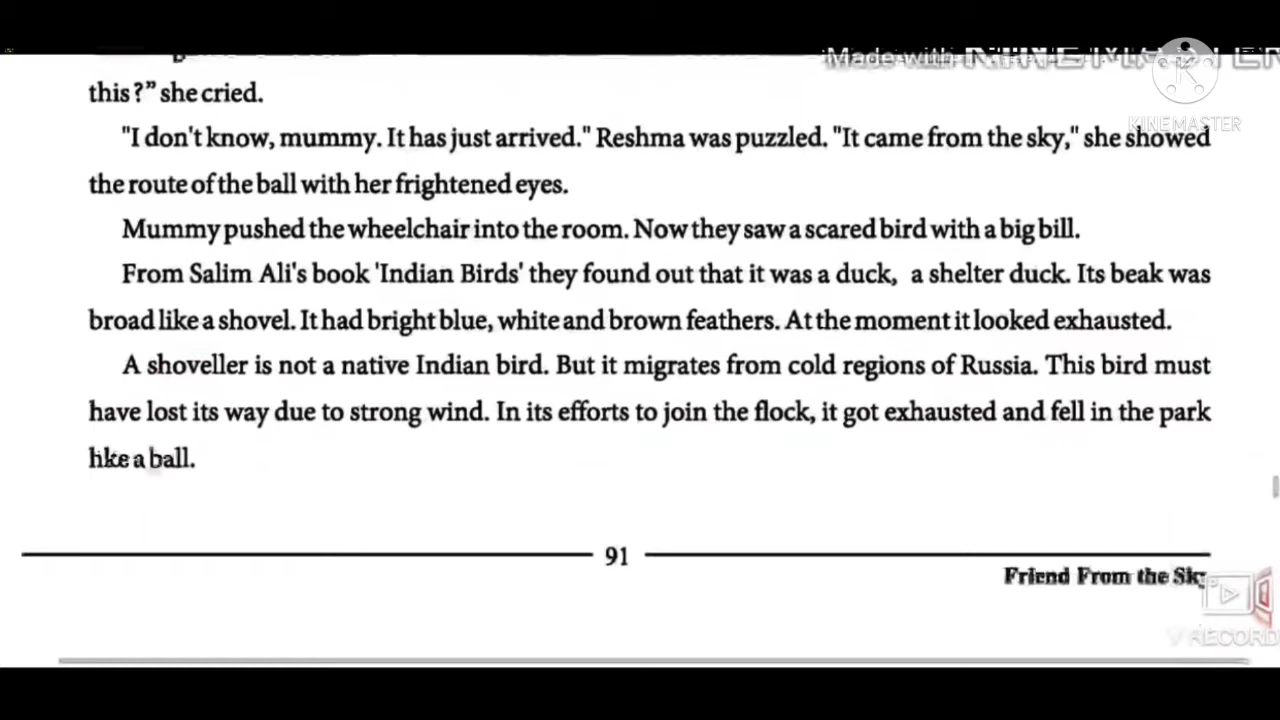 Made with KINEMASTER
KINEMASTER
this?” she cried.
"I don't know, mummy. It has just arrived." Reshma was puzzled. "It came from the sky," she showed
the route of the ball with her frightened eyes.
Mummy pushed the wheelchair into the room. Now they saw a scared bird with a big bill.
From Salim Ali's book 'Indian Birds' they found out that it was a duck, a shelter duck. Its beak was
broad like a shovel. It had bright blue, white and brown feathers. At the moment it looked exhausted.
A shoveller is not a native Indian bird. But it migrates from cold regions of Russia. This bird must
have lost its way due to strong wind. In its efforts to join the flock, it got exhausted and fell in the park
like a ball.
91
Friend From the Sky
V RECORD